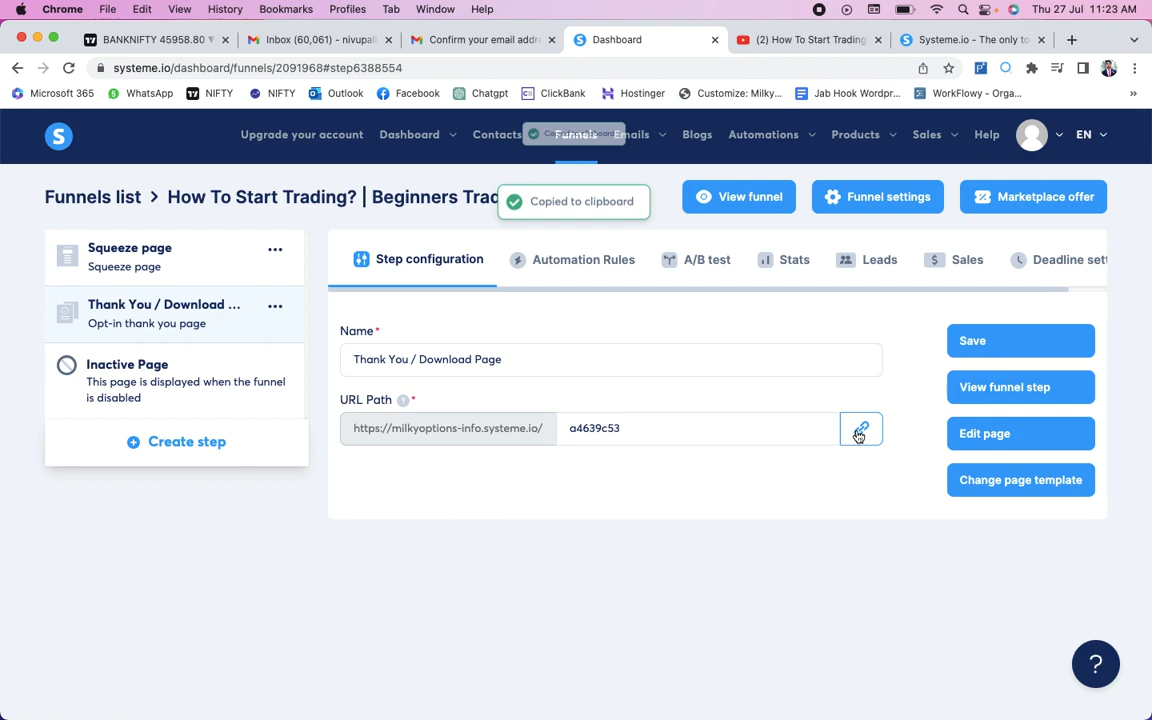 Chrome File Edit View History Bookmarks Profiles Tab Window Help Thu 27 Jul 11:23 AM
BANKNIFTY 45958.80 Inbox (60,061) - nivupai Confirm your email addre Dashboard (2) How To Start Trading Systeme.io - The only to
systeme.io/dashboard/funnels/2091968#step6388554
Microsoft 365 WhatsApp NIFTY NIFTY Outlook Facebook Chatgpt ClickBank Hostinger Customize: Milky... Jab Hook Wordpr... WorkFlowy - Orga... »
S Upgrade your account Dashboard Contacts Funnels Emails Blogs Automations Products Sales Help EN
Funnels list > How To Start Trading? | Beginners Trad Copied to clipboard View funnel Funnel settings Marketplace offer
Squeeze page
Squeeze page
Thank You / Download ...
Opt-in thank you page
Inactive Page
This page is displayed when the funnel
is disabled
Create step
Step configuration Automation Rules A/B test Stats Leads Sales Deadline sett
Name*
Thank You / Download Page
URL Path ? *
https://milkyoptions-info.systeme.io/ a4639c53
Save
View funnel step
Edit page
Change page template
?